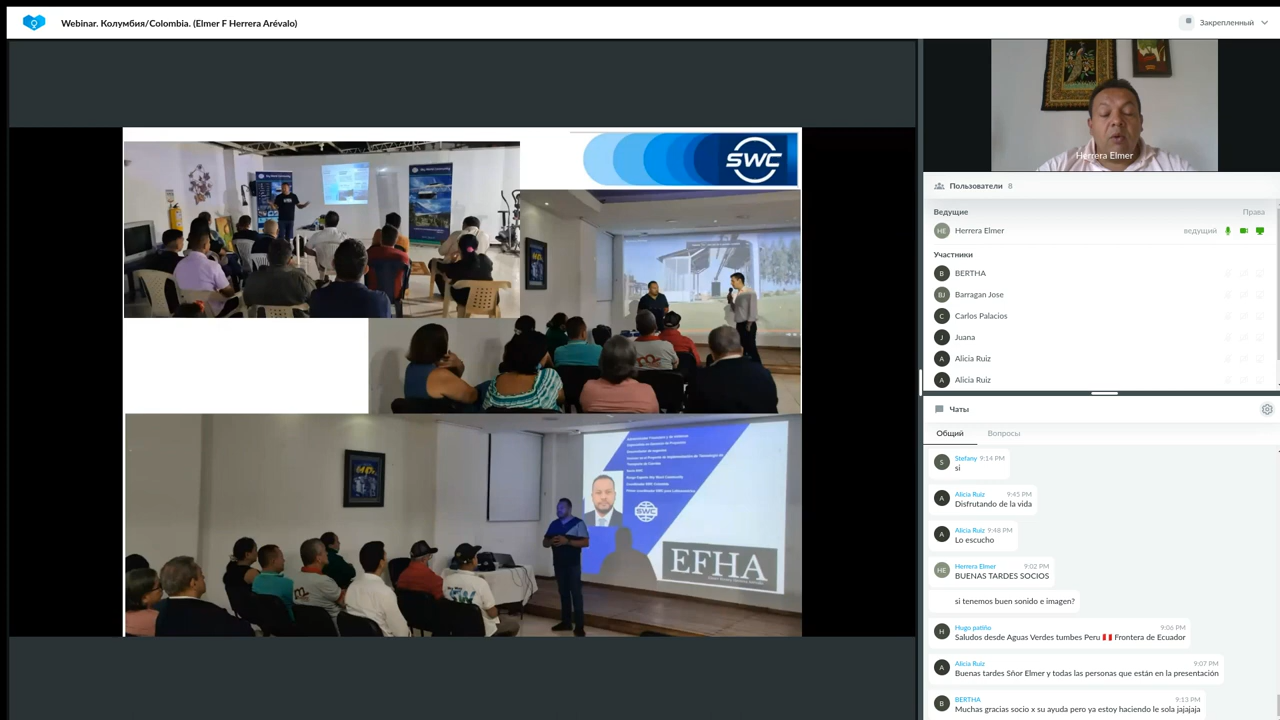 Webinar. Колумбия/Colombia. (Elmer F Herrera Arévalo)
Закрепленный
SWC
SWC
EFHA
Herrera Elmer
Пользователи 8
Ведущие Права
HE Herrera Elmer ведущий
Участники
B BERTHA
BJ Barragan Jose
C Carlos Palacios
J Juana
A Alicia Ruiz
A Alicia Ruiz
Чаты
Общий Вопросы
S Stefany 9:14 PM
si
A Alicia Ruiz 9:45 PM
Disfrutando de la vida
A Alicia Ruiz 9:48 PM
Lo escucho
HE Herrera Elmer 9:02 PM
BUENAS TARDES SOCIOS
si tenemos buen sonido e imagen?
H Hugo patiño 9:06 PM
Saludos desde Aguas Verdes tumbes Peru 🇵🇪 Frontera de Ecuador
A Alicia Ruiz 9:07 PM
Buenas tardes Sñor Elmer y todas las personas que están en la presentación
B BERTHA 9:13 PM
Muchas gracias socio x su ayuda pero ya estoy haciendo le sola jajajaja